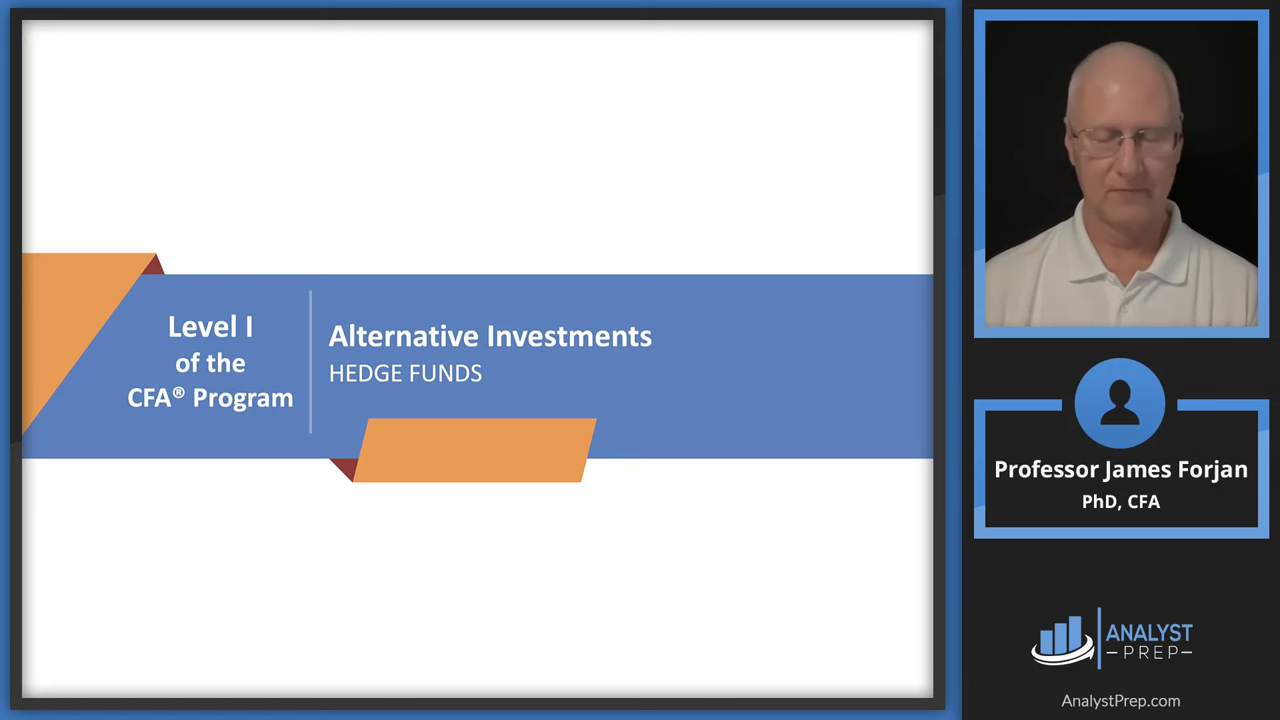 Level I
of the
CFA® Program
Alternative Investments
HEDGE FUNDS
Professor James Forjan
PhD, CFA
ANALYST
PREP
AnalystPrep.com